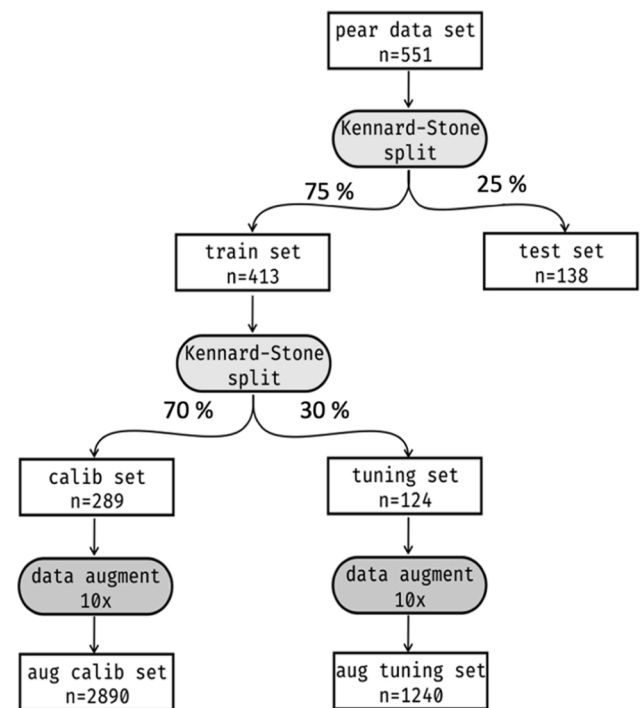 pear data set
n=551
Kennard-Stone
split
75 %
25 %
train set
n=413
test set
n=138
Kennard-Stone
split
70 %
30 %
calib set
n=289
tuning set
n=124
data augment
10x
data augment
10x
aug calib set
n=2890
aug tuning set
n=1240